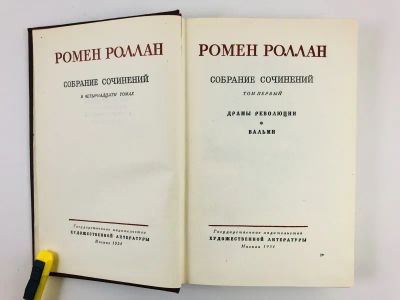 РОМЕН РОЛЛАН
СОБРАНИЕ СОЧИНЕНИЙ
В ЧЕТЫРНАДЦАТИ ТОМАХ
Государственное издательство
ХУДОЖЕСТВЕННОЙ ЛИТЕРАТУРЫ
Москва 1954
РОМЕН РОЛЛАН
СОБРАНИЕ СОЧИНЕНИЙ
ТОМ ПЕРВЫЙ
ДРАМЫ РЕВОЛЮЦИИ
ВАЛЬМИ
Государственное издательство
ХУДОЖЕСТВЕННОЙ ЛИТЕРАТУРЫ
Москва 1954